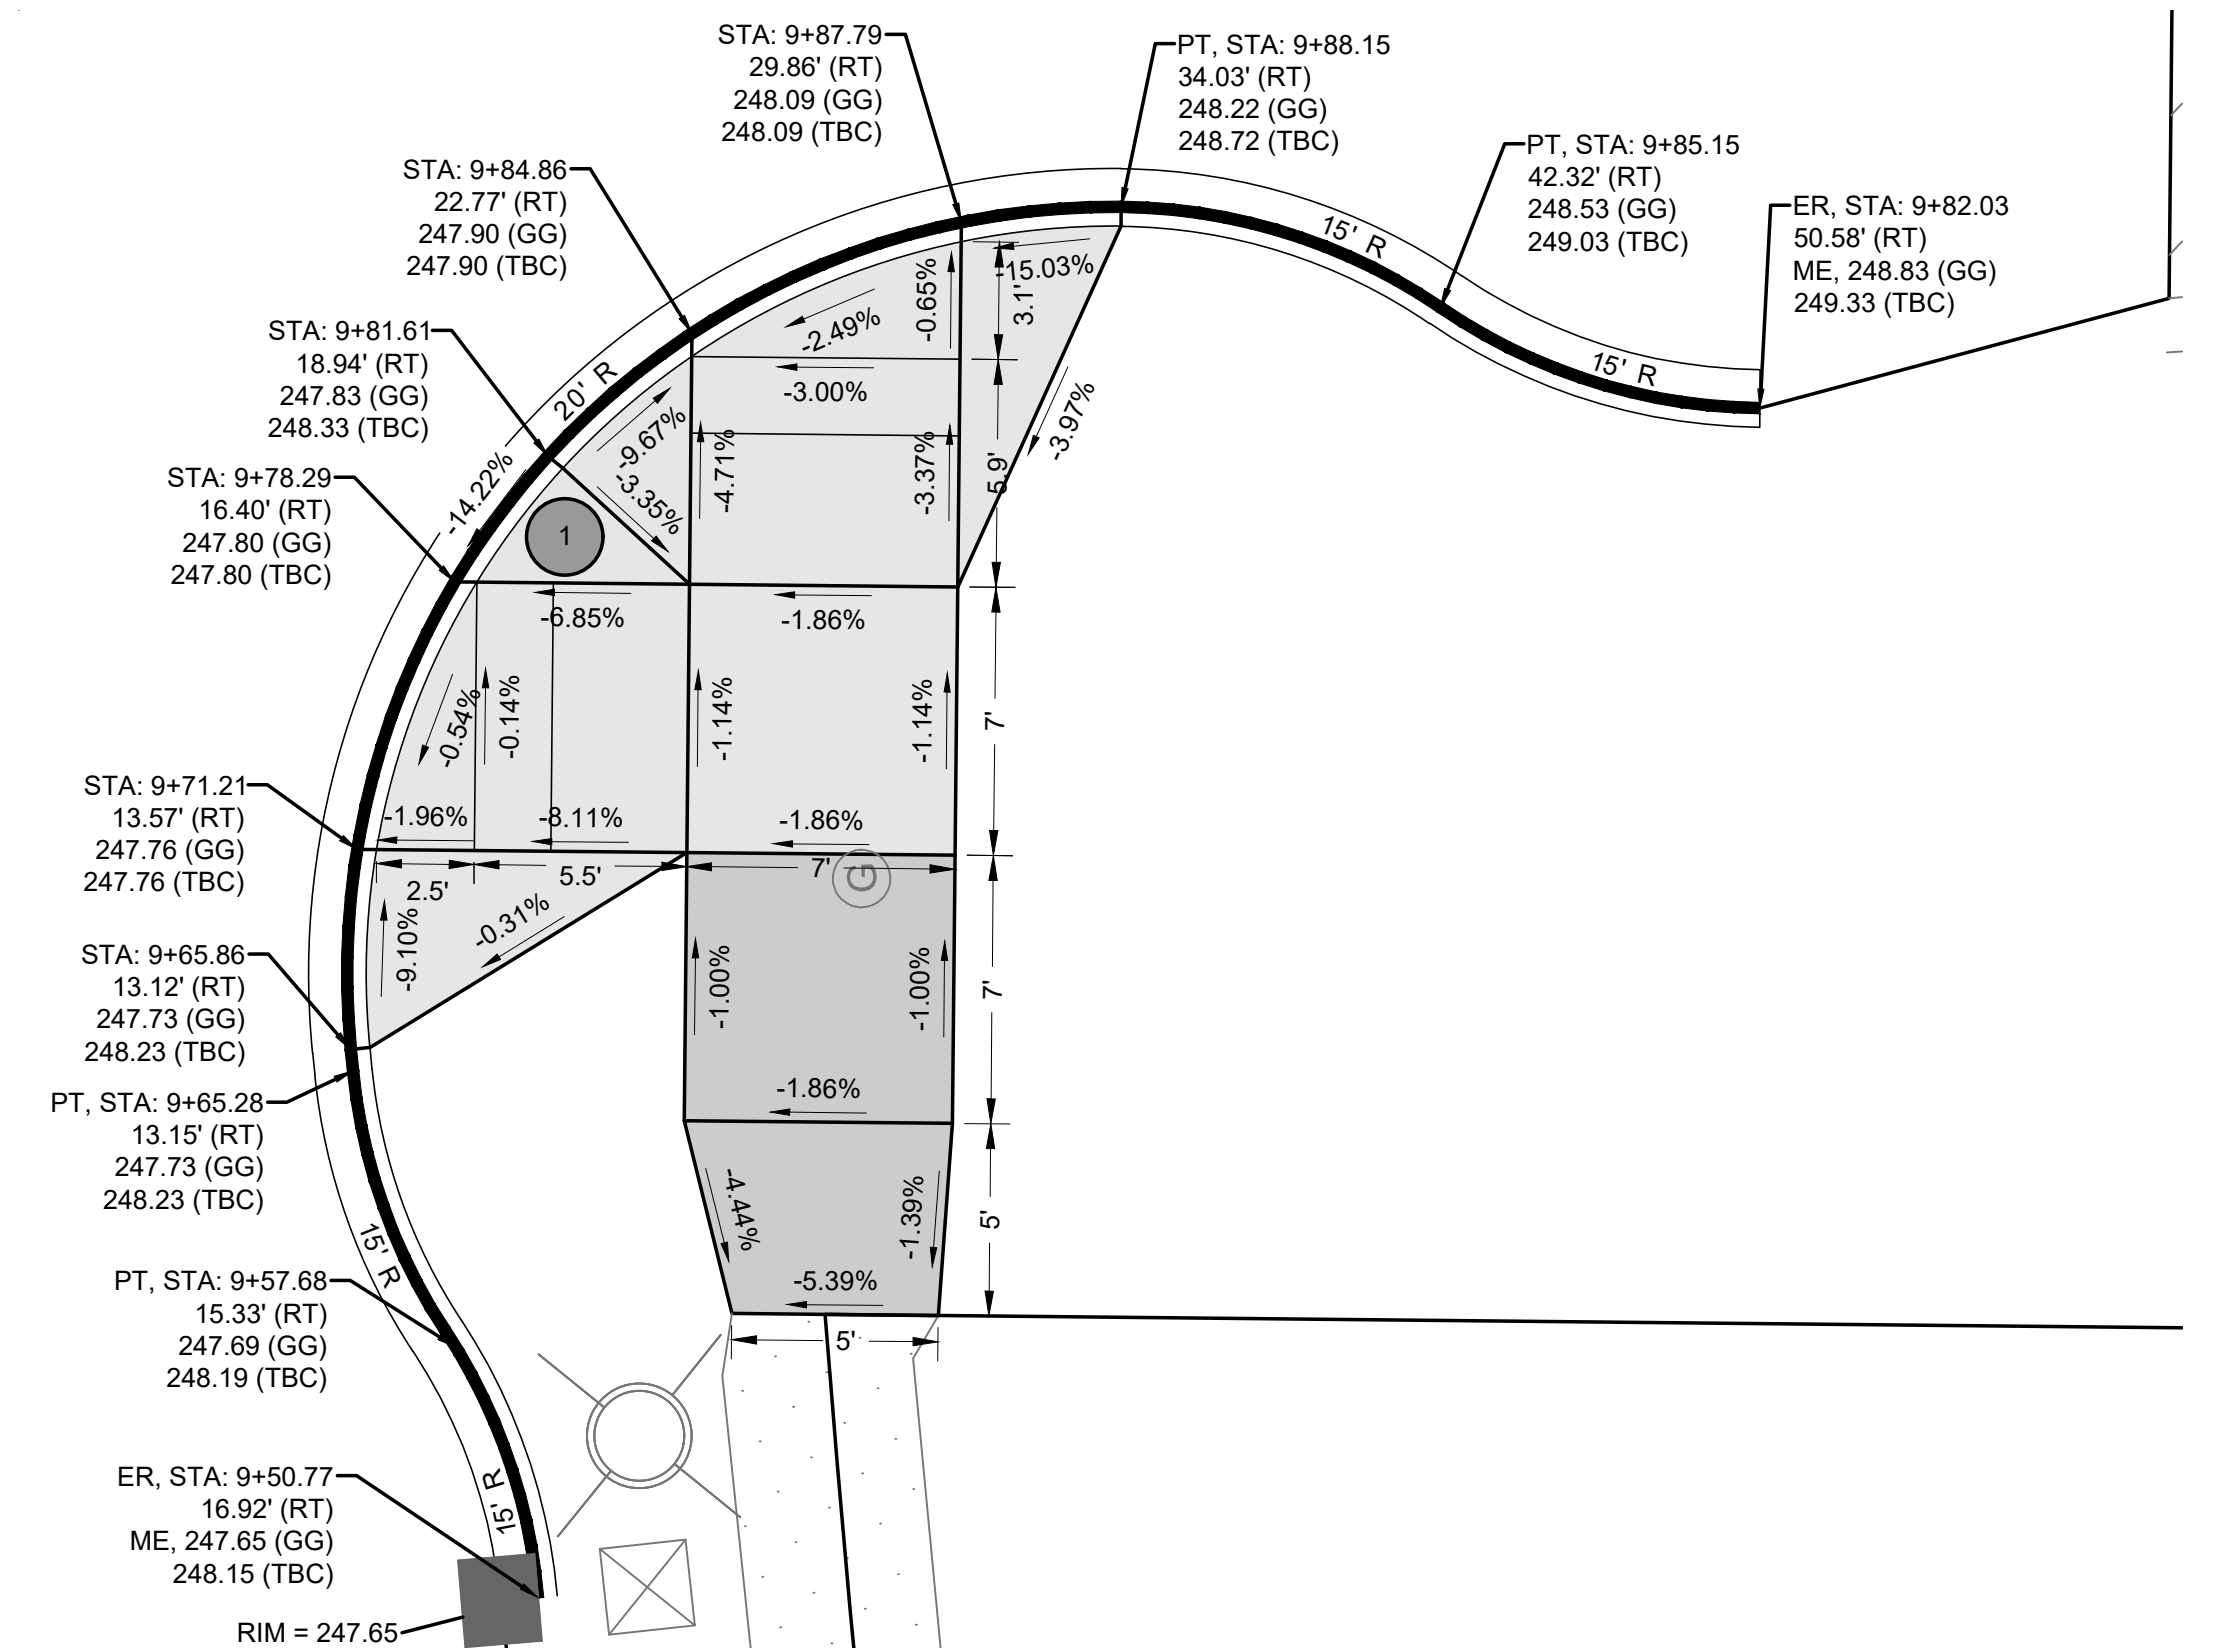 STA: 9+87.79
29.86' (RT)
248.09 (GG)
248.09 (TBC)
PT, STA: 9+88.15
34.03' (RT)
248.22 (GG)
248.72 (TBC)
PT, STA: 9+85.15
42.32' (RT)
248.53 (GG)
249.03 (TBC)
ER, STA: 9+82.03
50.58' (RT)
ME, 248.83 (GG)
249.33 (TBC)
STA: 9+84.86
22.77' (RT)
247.90 (GG)
247.90 (TBC)
STA: 9+81.61
18.94' (RT)
247.83 (GG)
248.33 (TBC)
STA: 9+78.29
16.40' (RT)
247.80 (GG)
247.80 (TBC)
15' R
15' R
20' R
-14.22%
-15.03%
3.1'
-0.65%
-2.49%
-3.00%
-9.67%
-3.35%
-4.71%
-3.37%
5.9'
-3.97%
1
-6.85%
-1.86%
-0.54%
-0.14%
-1.14%
-1.14%
7'
STA: 9+71.21
13.57' (RT)
247.76 (GG)
247.76 (TBC)
-1.96%
-8.11%
-1.86%
2.5'
5.5'
7'
G
-9.10%
-0.31%
-1.00%
-1.00%
7'
STA: 9+65.86
13.12' (RT)
247.73 (GG)
248.23 (TBC)
PT, STA: 9+65.28
13.15' (RT)
247.73 (GG)
248.23 (TBC)
-1.86%
-4.44%
-1.39%
5'
-5.39%
5'
15' R
PT, STA: 9+57.68
15.33' (RT)
247.69 (GG)
248.19 (TBC)
ER, STA: 9+50.77
16.92' (RT)
ME, 247.65 (GG)
248.15 (TBC)
15' R
RIM = 247.65